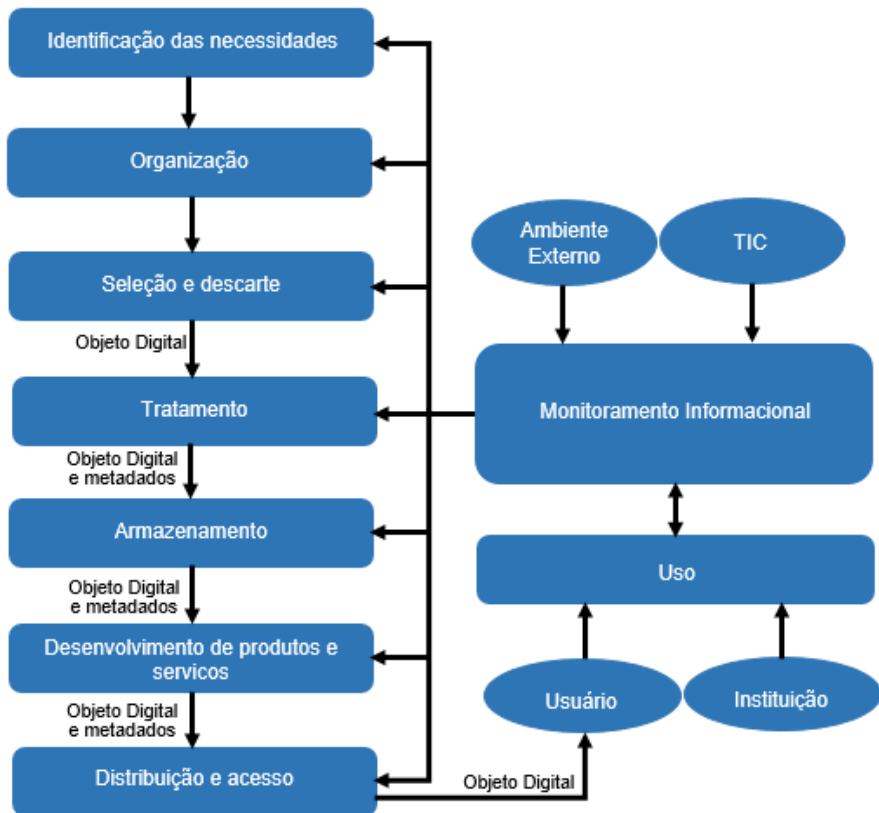 Identificação das necessidades
Organização
Seleção e descarte
Objeto Digital
Tratamento
Objeto Digital
e metadados
Armazenamento
Objeto Digital
e metadados
Desenvolvimento de produtos e
servicos
Objeto Digital
e metadados
Distribuição e acesso
Objeto Digital
Ambiente
Externo
TIC
Monitoramento Informacional
Uso
Usuário
Instituição